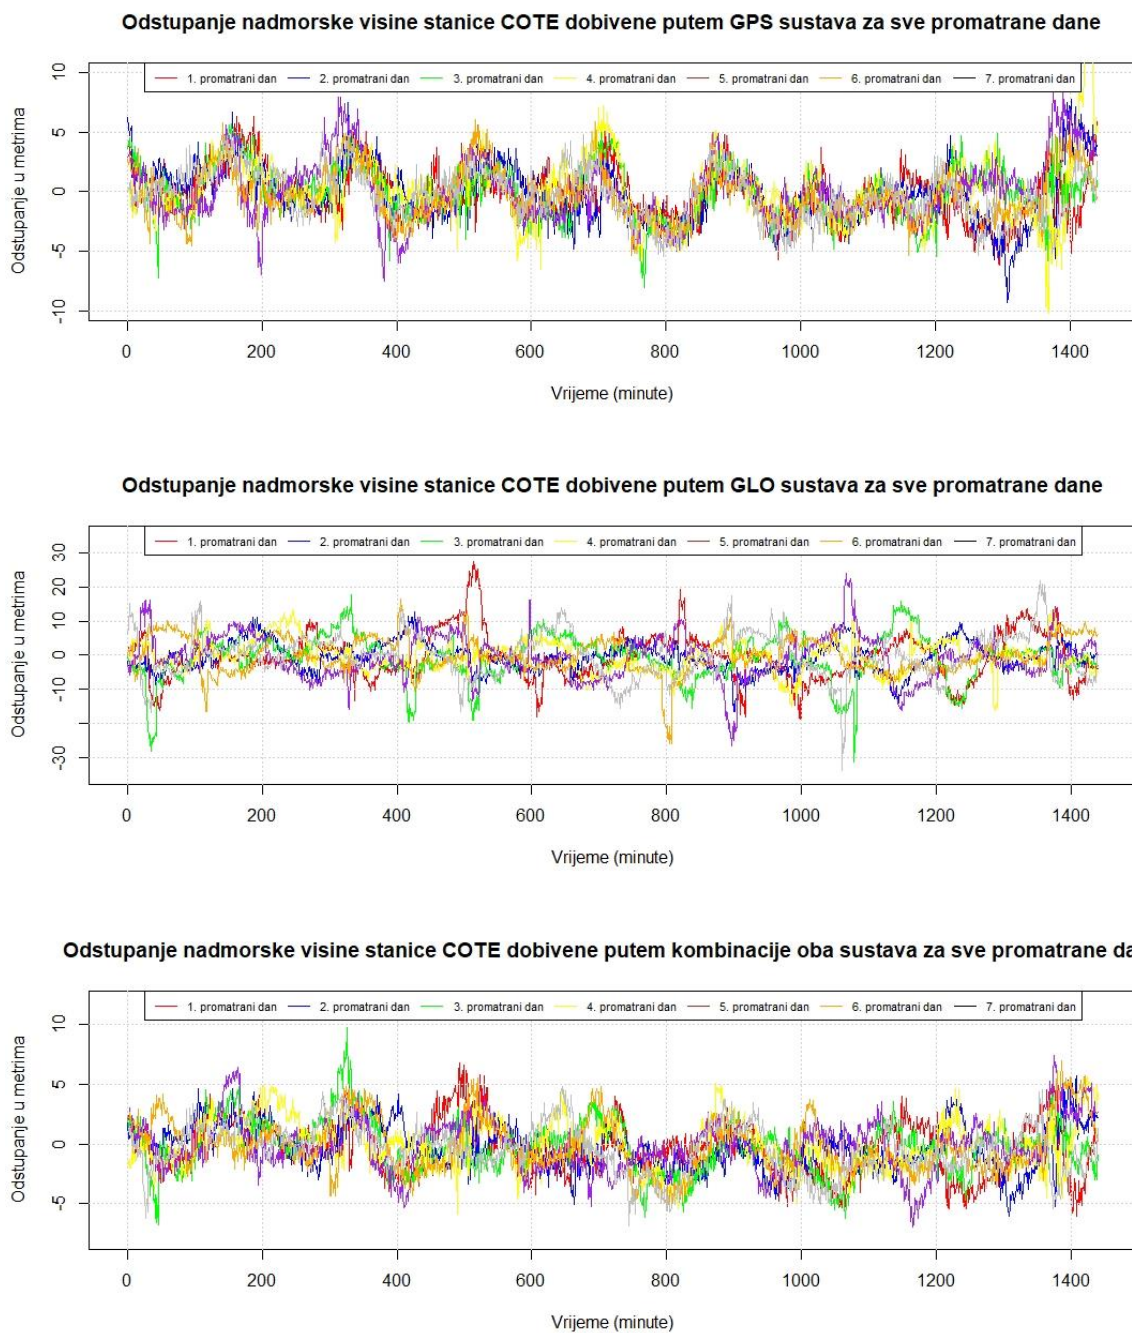 Odstupanje nadmorske visine stanice COTE dobivene putem GPS sustava za sve promatrane dane
1. promatrani dan 2. promatrani dan 3. promatrani dan 4. promatrani dan 5. promatrani dan 6. promatrani dan 7. promatrani dan
Odstupanje u metrima
10
5
0
-5
-10
0 200 400 600 800 1000 1200 1400
Vrijeme (minute)
Odstupanje nadmorske visine stanice COTE dobivene putem GLO sustava za sve promatrane dane
1. promatrani dan 2. promatrani dan 3. promatrani dan 4. promatrani dan 5. promatrani dan 6. promatrani dan 7. promatrani dan
Odstupanje u metrima
30
20
10
0
-10
-30
0 200 400 600 800 1000 1200 1400
Vrijeme (minute)
Odstupanje nadmorske visine stanice COTE dobivene putem kombinacije oba sustava za sve promatrane da
1. promatrani dan 2. promatrani dan 3. promatrani dan 4. promatrani dan 5. promatrani dan 6. promatrani dan 7. promatrani dan
Odstupanje u metrima
10
5
0
-5
0 200 400 600 800 1000 1200 1400
Vrijeme (minute)